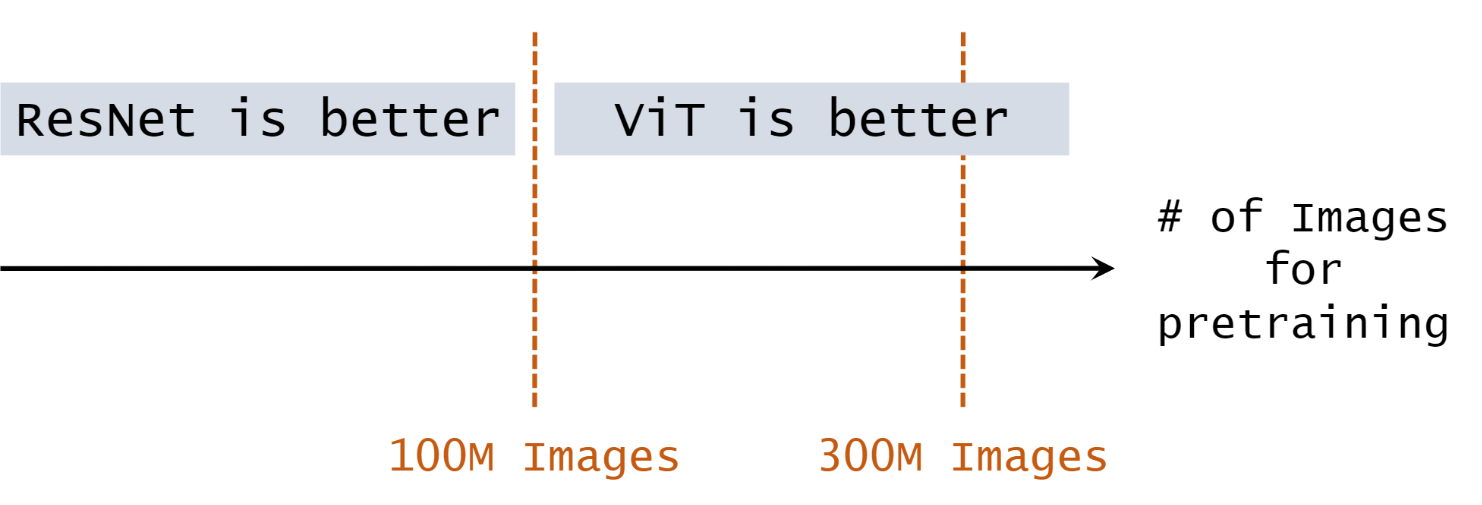 ResNet is better
ViT is better
# of Images
for
pretraining
100M Images
300M Images